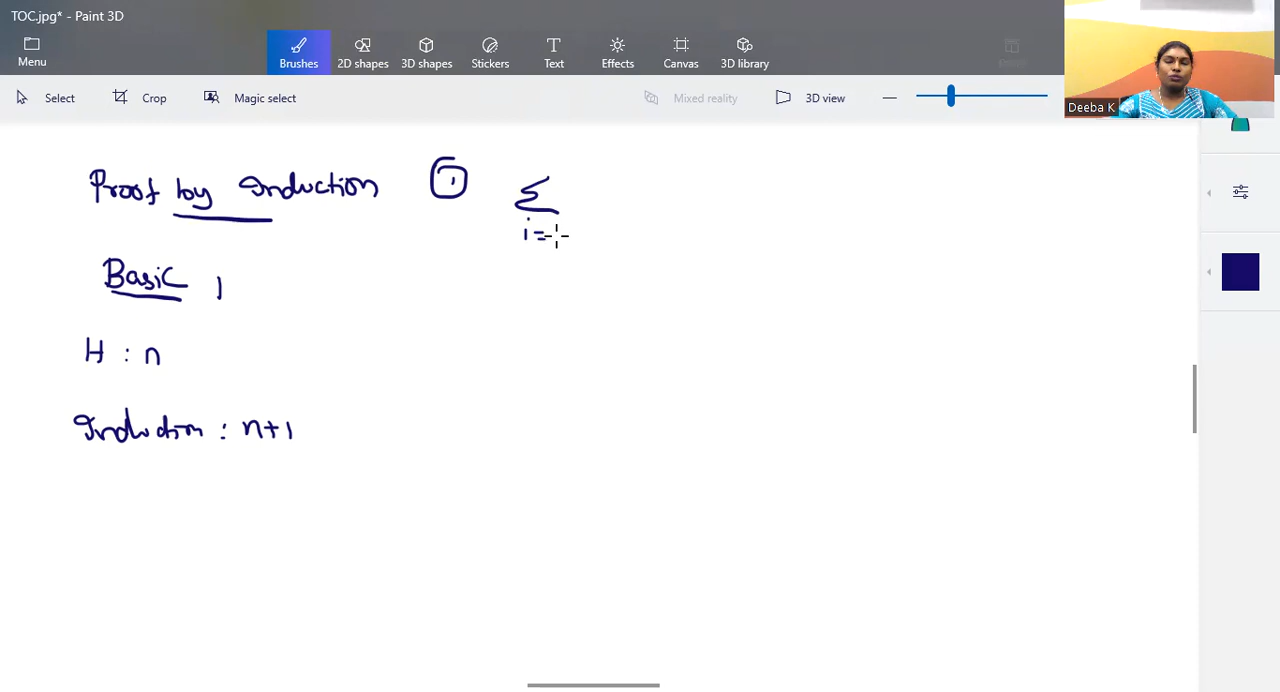 TOC.jpg* - Paint 3D
Menu
Brushes
2D shapes
3D shapes
Stickers
Text
Effects
Canvas
3D library
Select
Crop
Magic select
Mixed reality
3D view
Deeba K
Proof by Induction ① ∑
i=
Basic 1
H : n
Induction : n+1